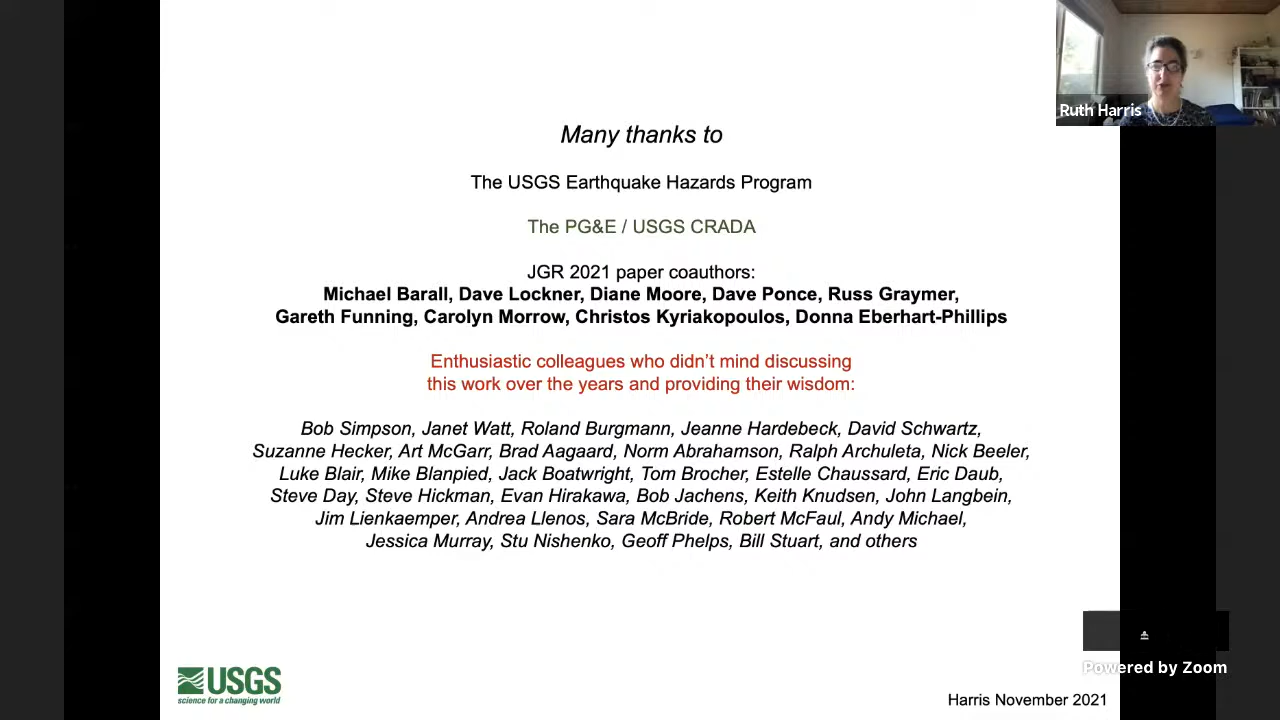 Ruth Harris
Many thanks to
The USGS Earthquake Hazards Program
The PG&E / USGS CRADA
JGR 2021 paper coauthors:
Michael Barall, Dave Lockner, Diane Moore, Dave Ponce, Russ Graymer,
Gareth Funning, Carolyn Morrow, Christos Kyriakopoulos, Donna Eberhart-Phillips
Enthusiastic colleagues who didn’t mind discussing
this work over the years and providing their wisdom:
Bob Simpson, Janet Watt, Roland Burgmann, Jeanne Hardebeck, David Schwartz,
Suzanne Hecker, Art McGarr, Brad Aagaard, Norm Abrahamson, Ralph Archuleta, Nick Beeler,
Luke Blair, Mike Blanpied, Jack Boatwright, Tom Brocher, Estelle Chaussard, Eric Daub,
Steve Day, Steve Hickman, Evan Hirakawa, Bob Jachens, Keith Knudsen, John Langbein,
Jim Lienkaemper, Andrea Llenos, Sara McBride, Robert McFaul, Andy Michael,
Jessica Murray, Stu Nishenko, Geoff Phelps, Bill Stuart, and others
Powered by Zoom
USGS
science for a changing world
Harris November 2021